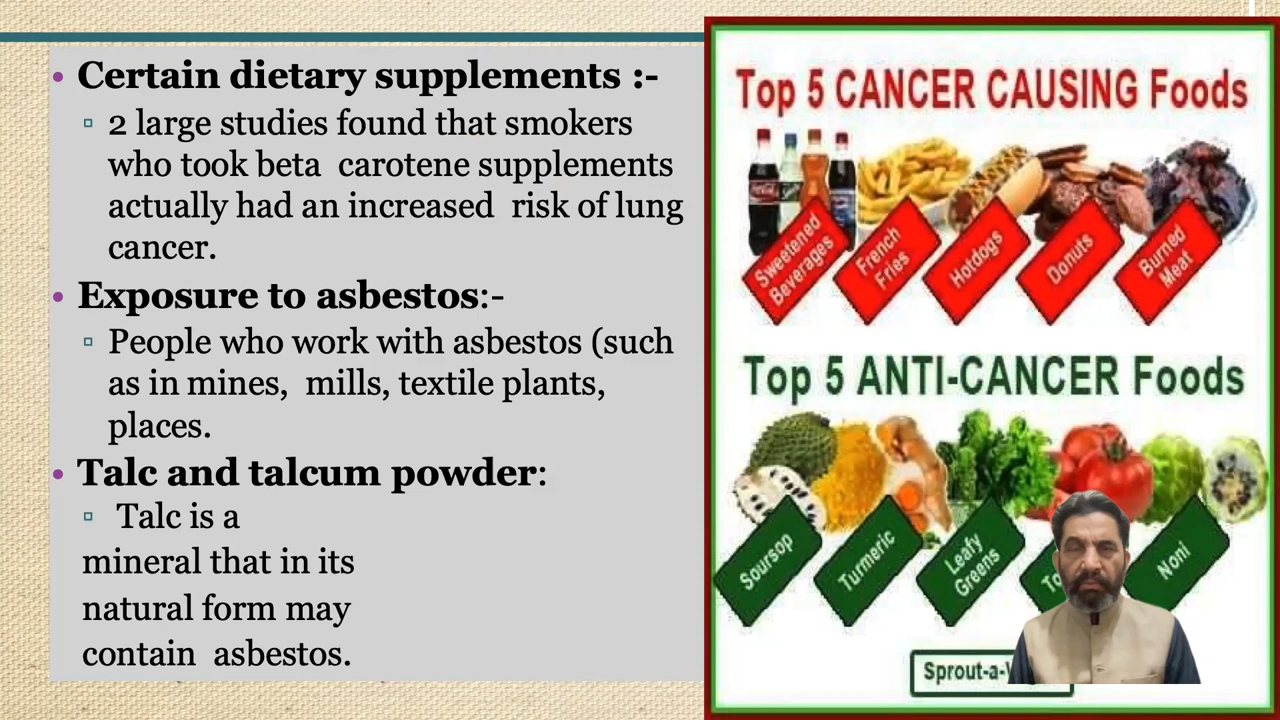 • Certain dietary supplements :-
▫ 2 large studies found that smokers
who took beta carotene supplements
actually had an increased risk of lung
cancer.
• Exposure to asbestos:-
▫ People who work with asbestos (such
as in mines, mills, textile plants,
places.
• Talc and talcum powder:
▫ Talc is a
mineral that in its
natural form may
contain asbestos.
Top 5 CANCER CAUSING Foods
Sweetened
Beverages
French
Fries
Hotdogs
Donuts
Burned
Meat
Top 5 ANTI-CANCER Foods
Soursop
Turmeric
Leafy
Greens
Noni